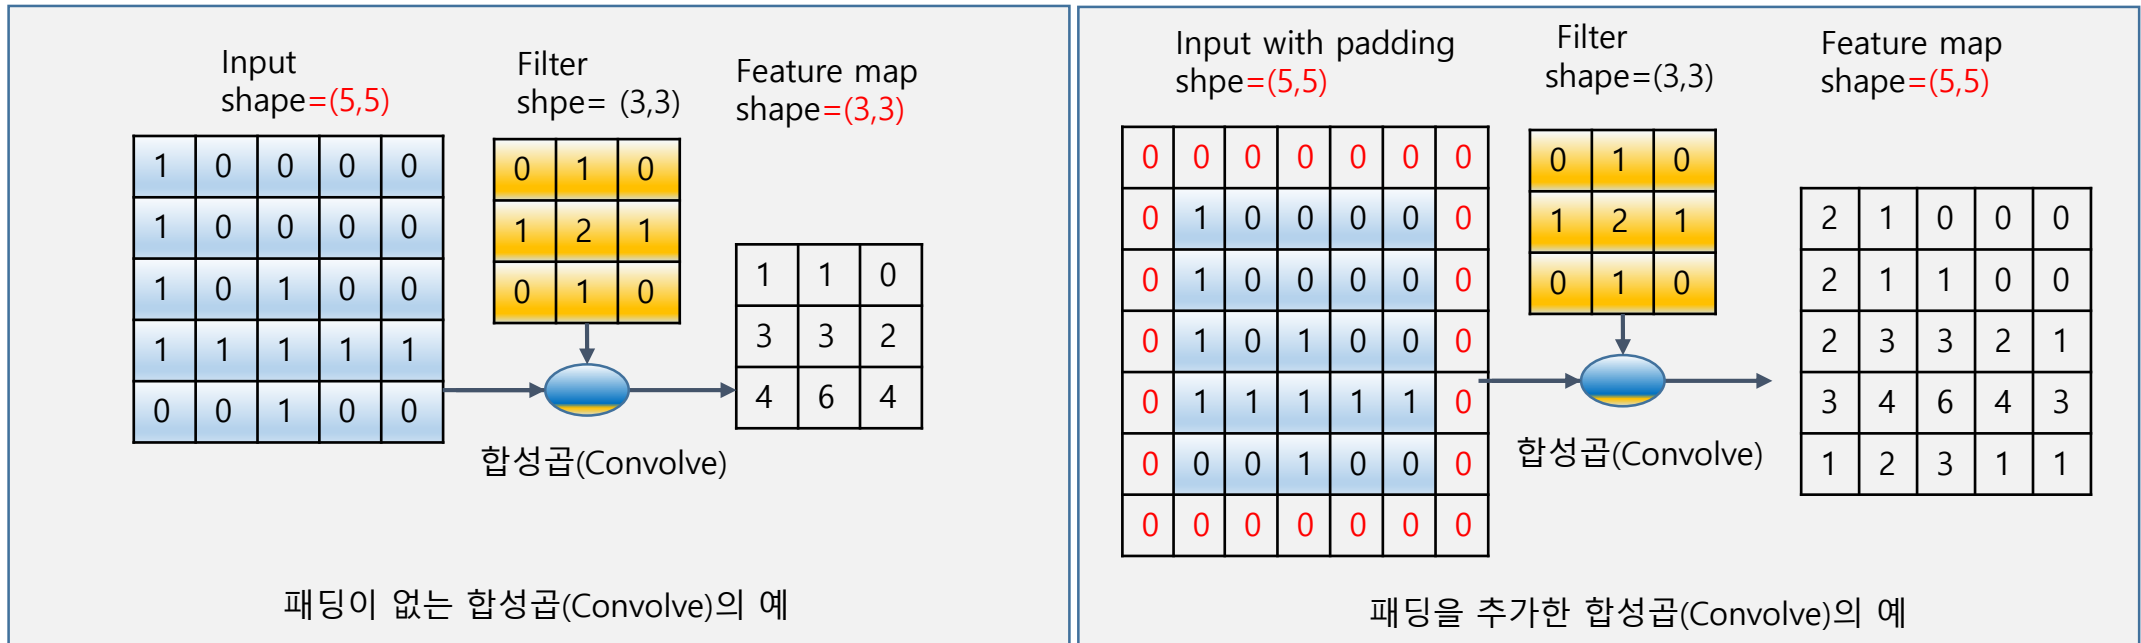 Input
shape=(5,5)
Filter
shpe= (3,3)
Feature map
shape=(3,3)
1 0 0 0 0
1 0 0 0 0
1 0 1 0 0
1 1 1 1 1
0 0 1 0 0
0 1 0
1 2 1
0 1 0
1 1 0
3 3 2
4 6 4
합성곱(Convolve)
패딩이 없는 합성곱(Convolve)의 예
Input with padding
shpe=(5,5)
Filter
shape=(3,3)
Feature map
shape=(5,5)
0 0 0 0 0 0 0
0 1 0 0 0 0 0
0 1 0 0 0 0 0
0 1 0 1 0 0 0
0 1 1 1 1 1 0
0 0 0 1 0 0 0
0 0 0 0 0 0 0
0 1 0
1 2 1
0 1 0
2 1 0 0 0
2 1 1 0 0
2 3 3 2 1
3 4 6 4 3
1 2 3 1 1
합성곱(Convolve)
패딩을 추가한 합성곱(Convolve)의 예